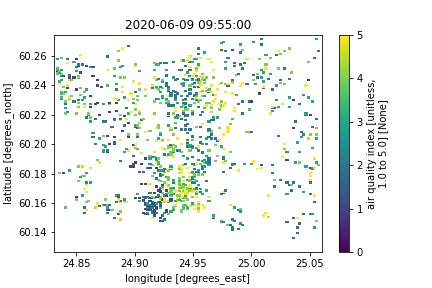 2020-06-09 09:55:00
60.26
60.24
60.22
60.20
60.18
60.16
60.14
latitude [degrees_north]
24.85 24.90 24.95 25.00 25.05
longitude [degrees_east]
5
4
3
2
1
0
air quality index [unitless,
1.0 to 5.0] [None]